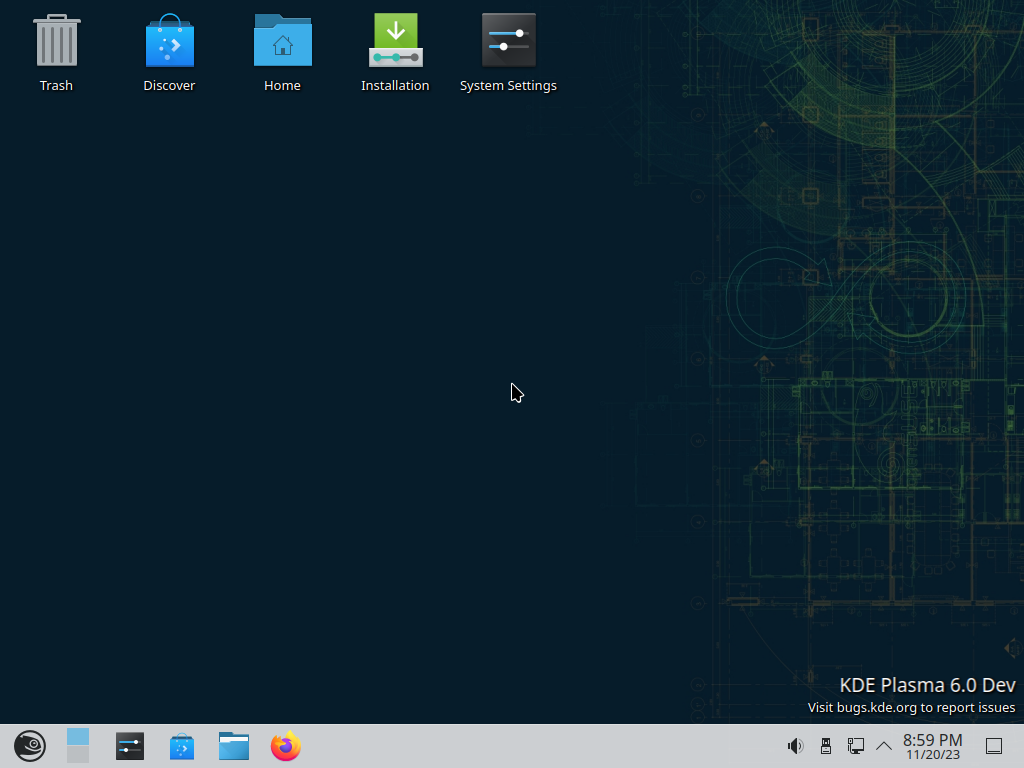 Trash
Discover
Home
Installation
System Settings
KDE Plasma 6.0 Dev
Visit bugs.kde.org to report issues
8:59 PM
11/20/23